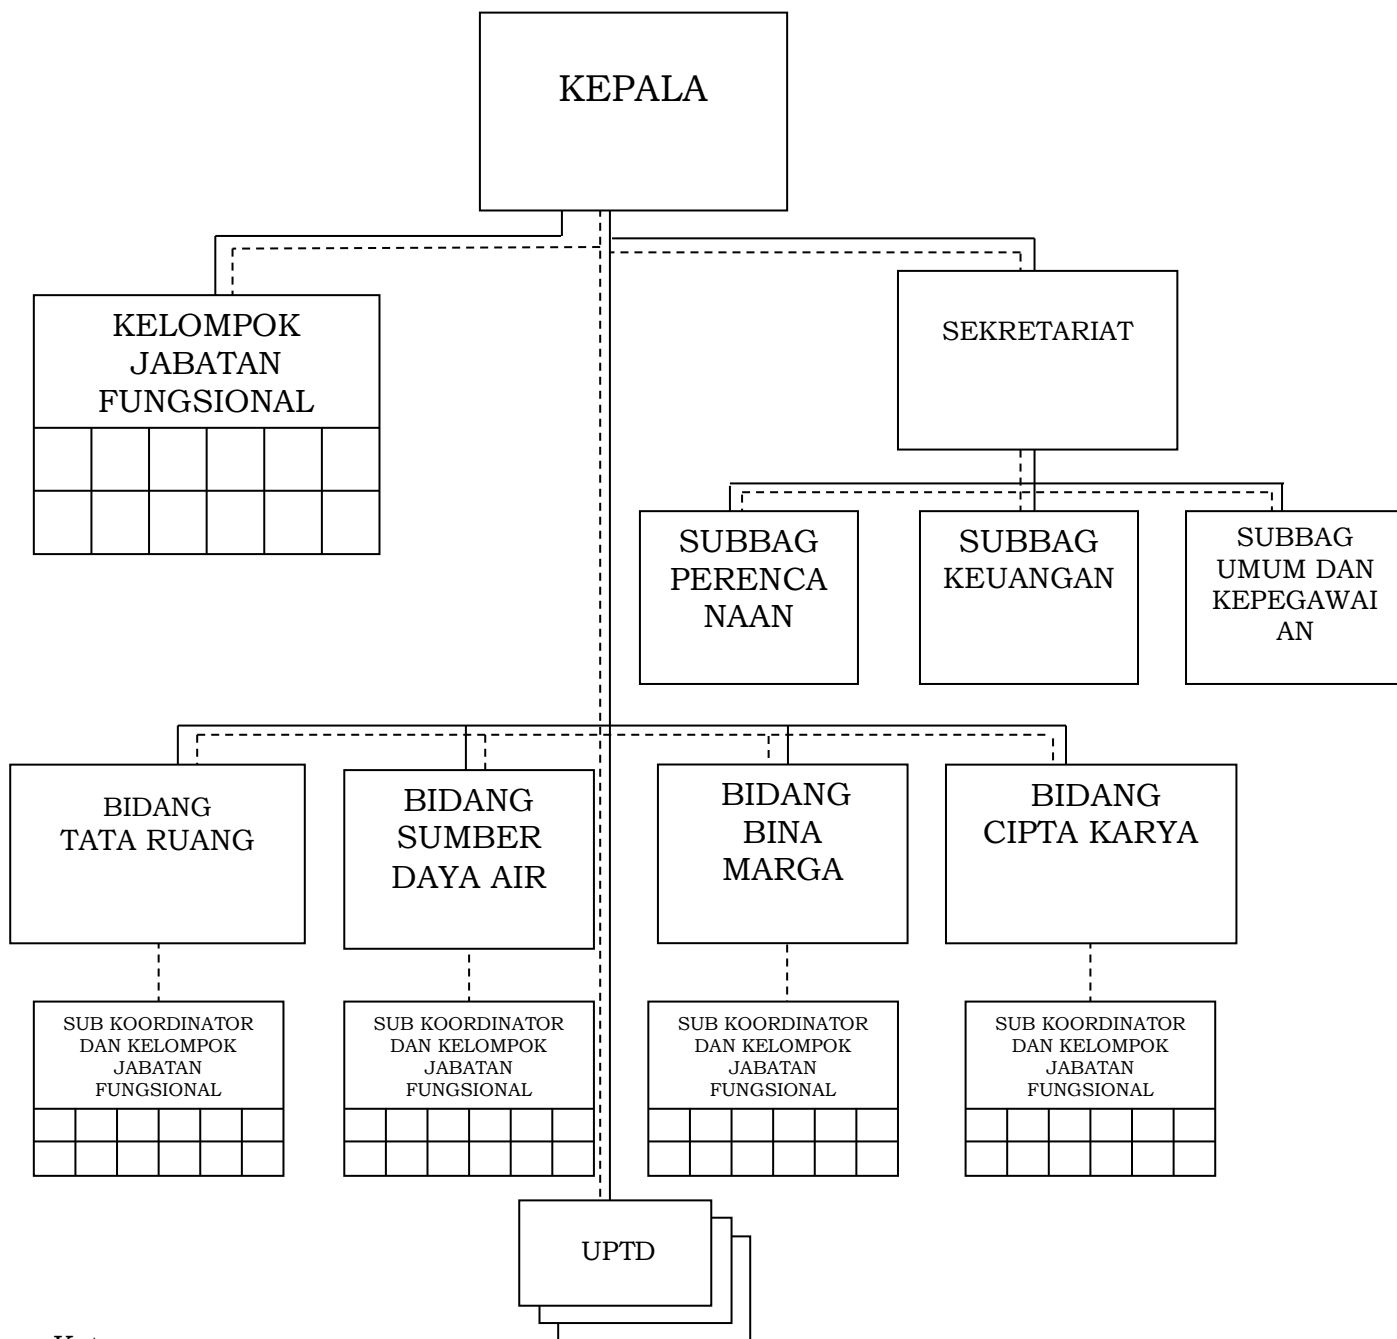 KEPALA
KELOMPOK
JABATAN
FUNGSIONAL
SEKRETARIAT
SUBBAG
PERENCA
NAAN
SUBBAG
KEUANGAN
SUBBAG
UMUM DAN
KEPEGAWAI
AN
BIDANG
TATA RUANG
BIDANG
SUMBER
DAYA AIR
BIDANG
BINA
MARGA
BIDANG
CIPTA KARYA
SUB KOORDINATOR
DAN KELOMPOK
JABATAN
FUNGSIONAL
SUB KOORDINATOR
DAN KELOMPOK
JABATAN
FUNGSIONAL
SUB KOORDINATOR
DAN KELOMPOK
JABATAN
FUNGSIONAL
SUB KOORDINATOR
DAN KELOMPOK
JABATAN
FUNGSIONAL
UPTD